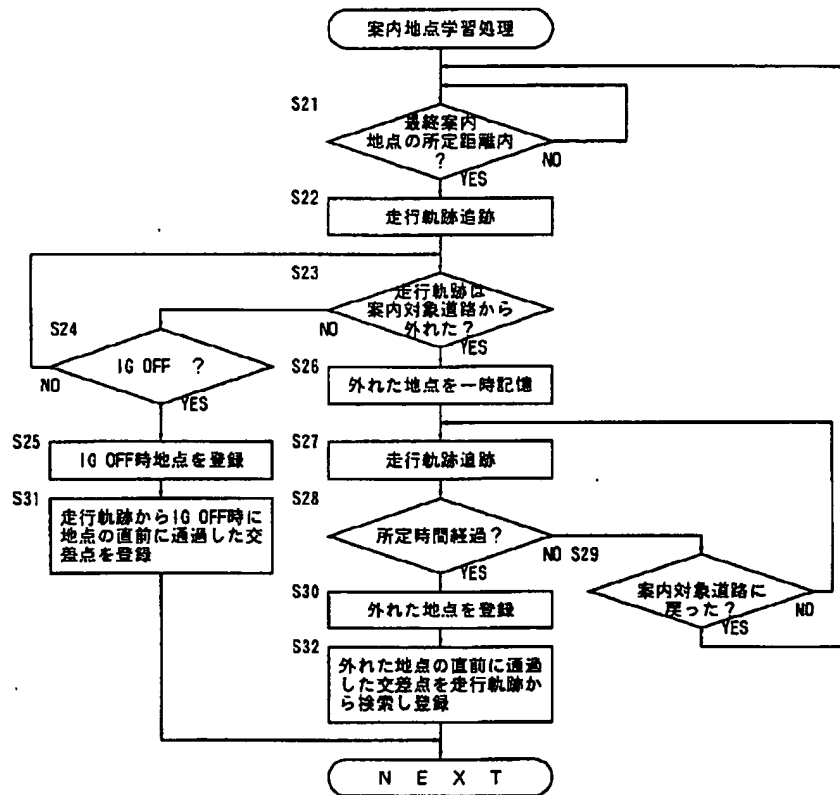 案内地点学習処理
S21
最終案内
地点の所定距離内
?
NO
YES
S22
走行軌跡追跡
S23
走行軌跡は
案内対象道路から
外れた?
NO
YES
S24
IG OFF ?
NO
YES
S26
外れた地点を一時記憶
S25
IG OFF時地点を登録
S27
走行軌跡追跡
S31
走行軌跡からIG OFF時に
地点の直前に通過した交
差点を登録
S28
所定時間経過?
NO
YES
S29
案内対象道路に
戻った?
NO
YES
S30
外れた地点を登録
S32
外れた地点の直前に通過
した交差点を走行軌跡か
ら検索し登録
NEXT